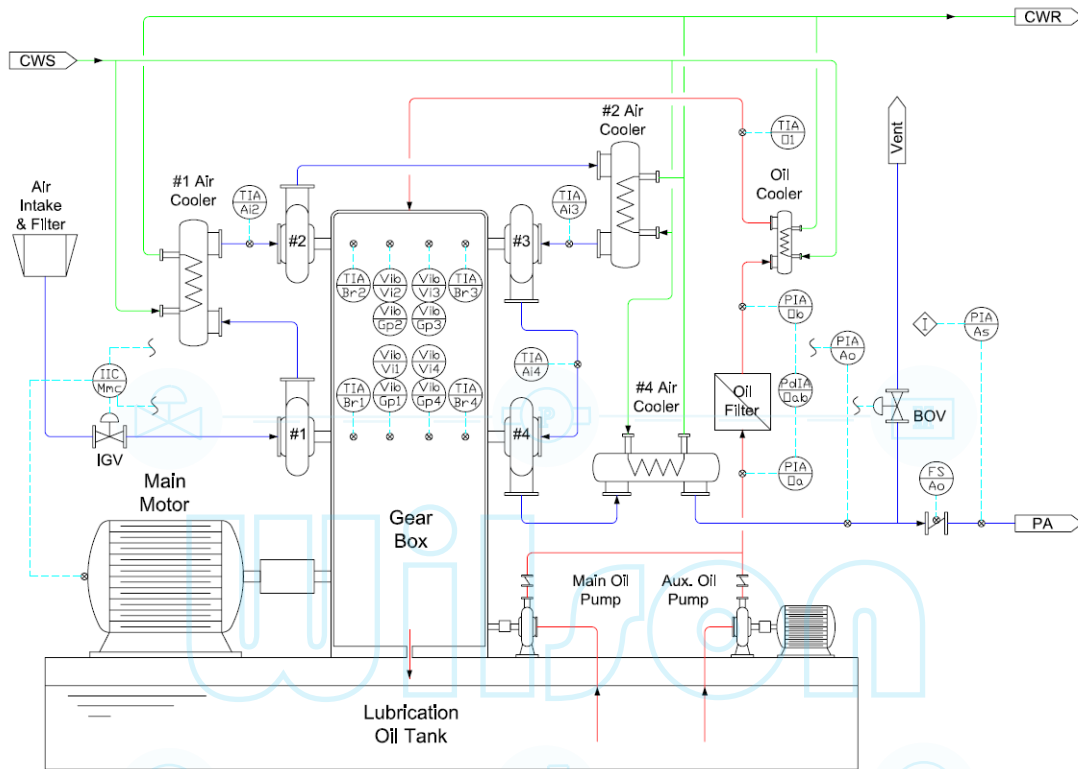 CWR
CWS
#2 Air
Cooler
TIA
□1
Vent
#1 Air
Cooler
Air
Intake
& Filter
TIA
Ai2
TIA
Ai3
Oil
Cooler
#2
#3
TIA
Br2
Vib
Vi2
Vib
Vi3
TIA
Br3
Vib
Gp2
Vib
Gp3
PIA
□b
I
PIA
As
PIA
Ao
IIC
Mmc
Vib
Vi1
Vib
Vi4
TIA
Ai4
TIA
Br1
Vib
Gp1
Vib
Gp4
TIA
Br4
#4 Air
Cooler
Oil
Filter
PdIA
□ab
BOV
IGV
#1
#4
PIA
□a
FS
Ao
Main
Motor
Gear
Box
PA
Main Oil
Pump
Aux. Oil
Pump
Wilson
Lubrication
Oil Tank